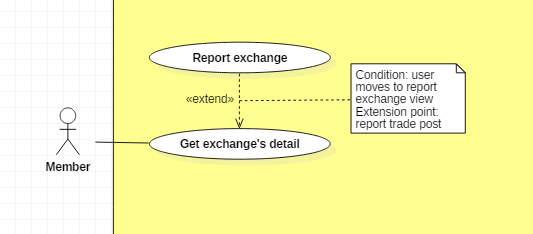 Report exchange
«extend»
Condition: user
moves to report
exchange view
Extension point:
report trade post
Get exchange's detail
Member